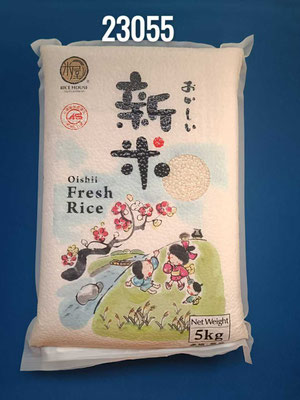 23055
おいしい
新米
Oishii
Fresh
Rice
Net Weight
5kg